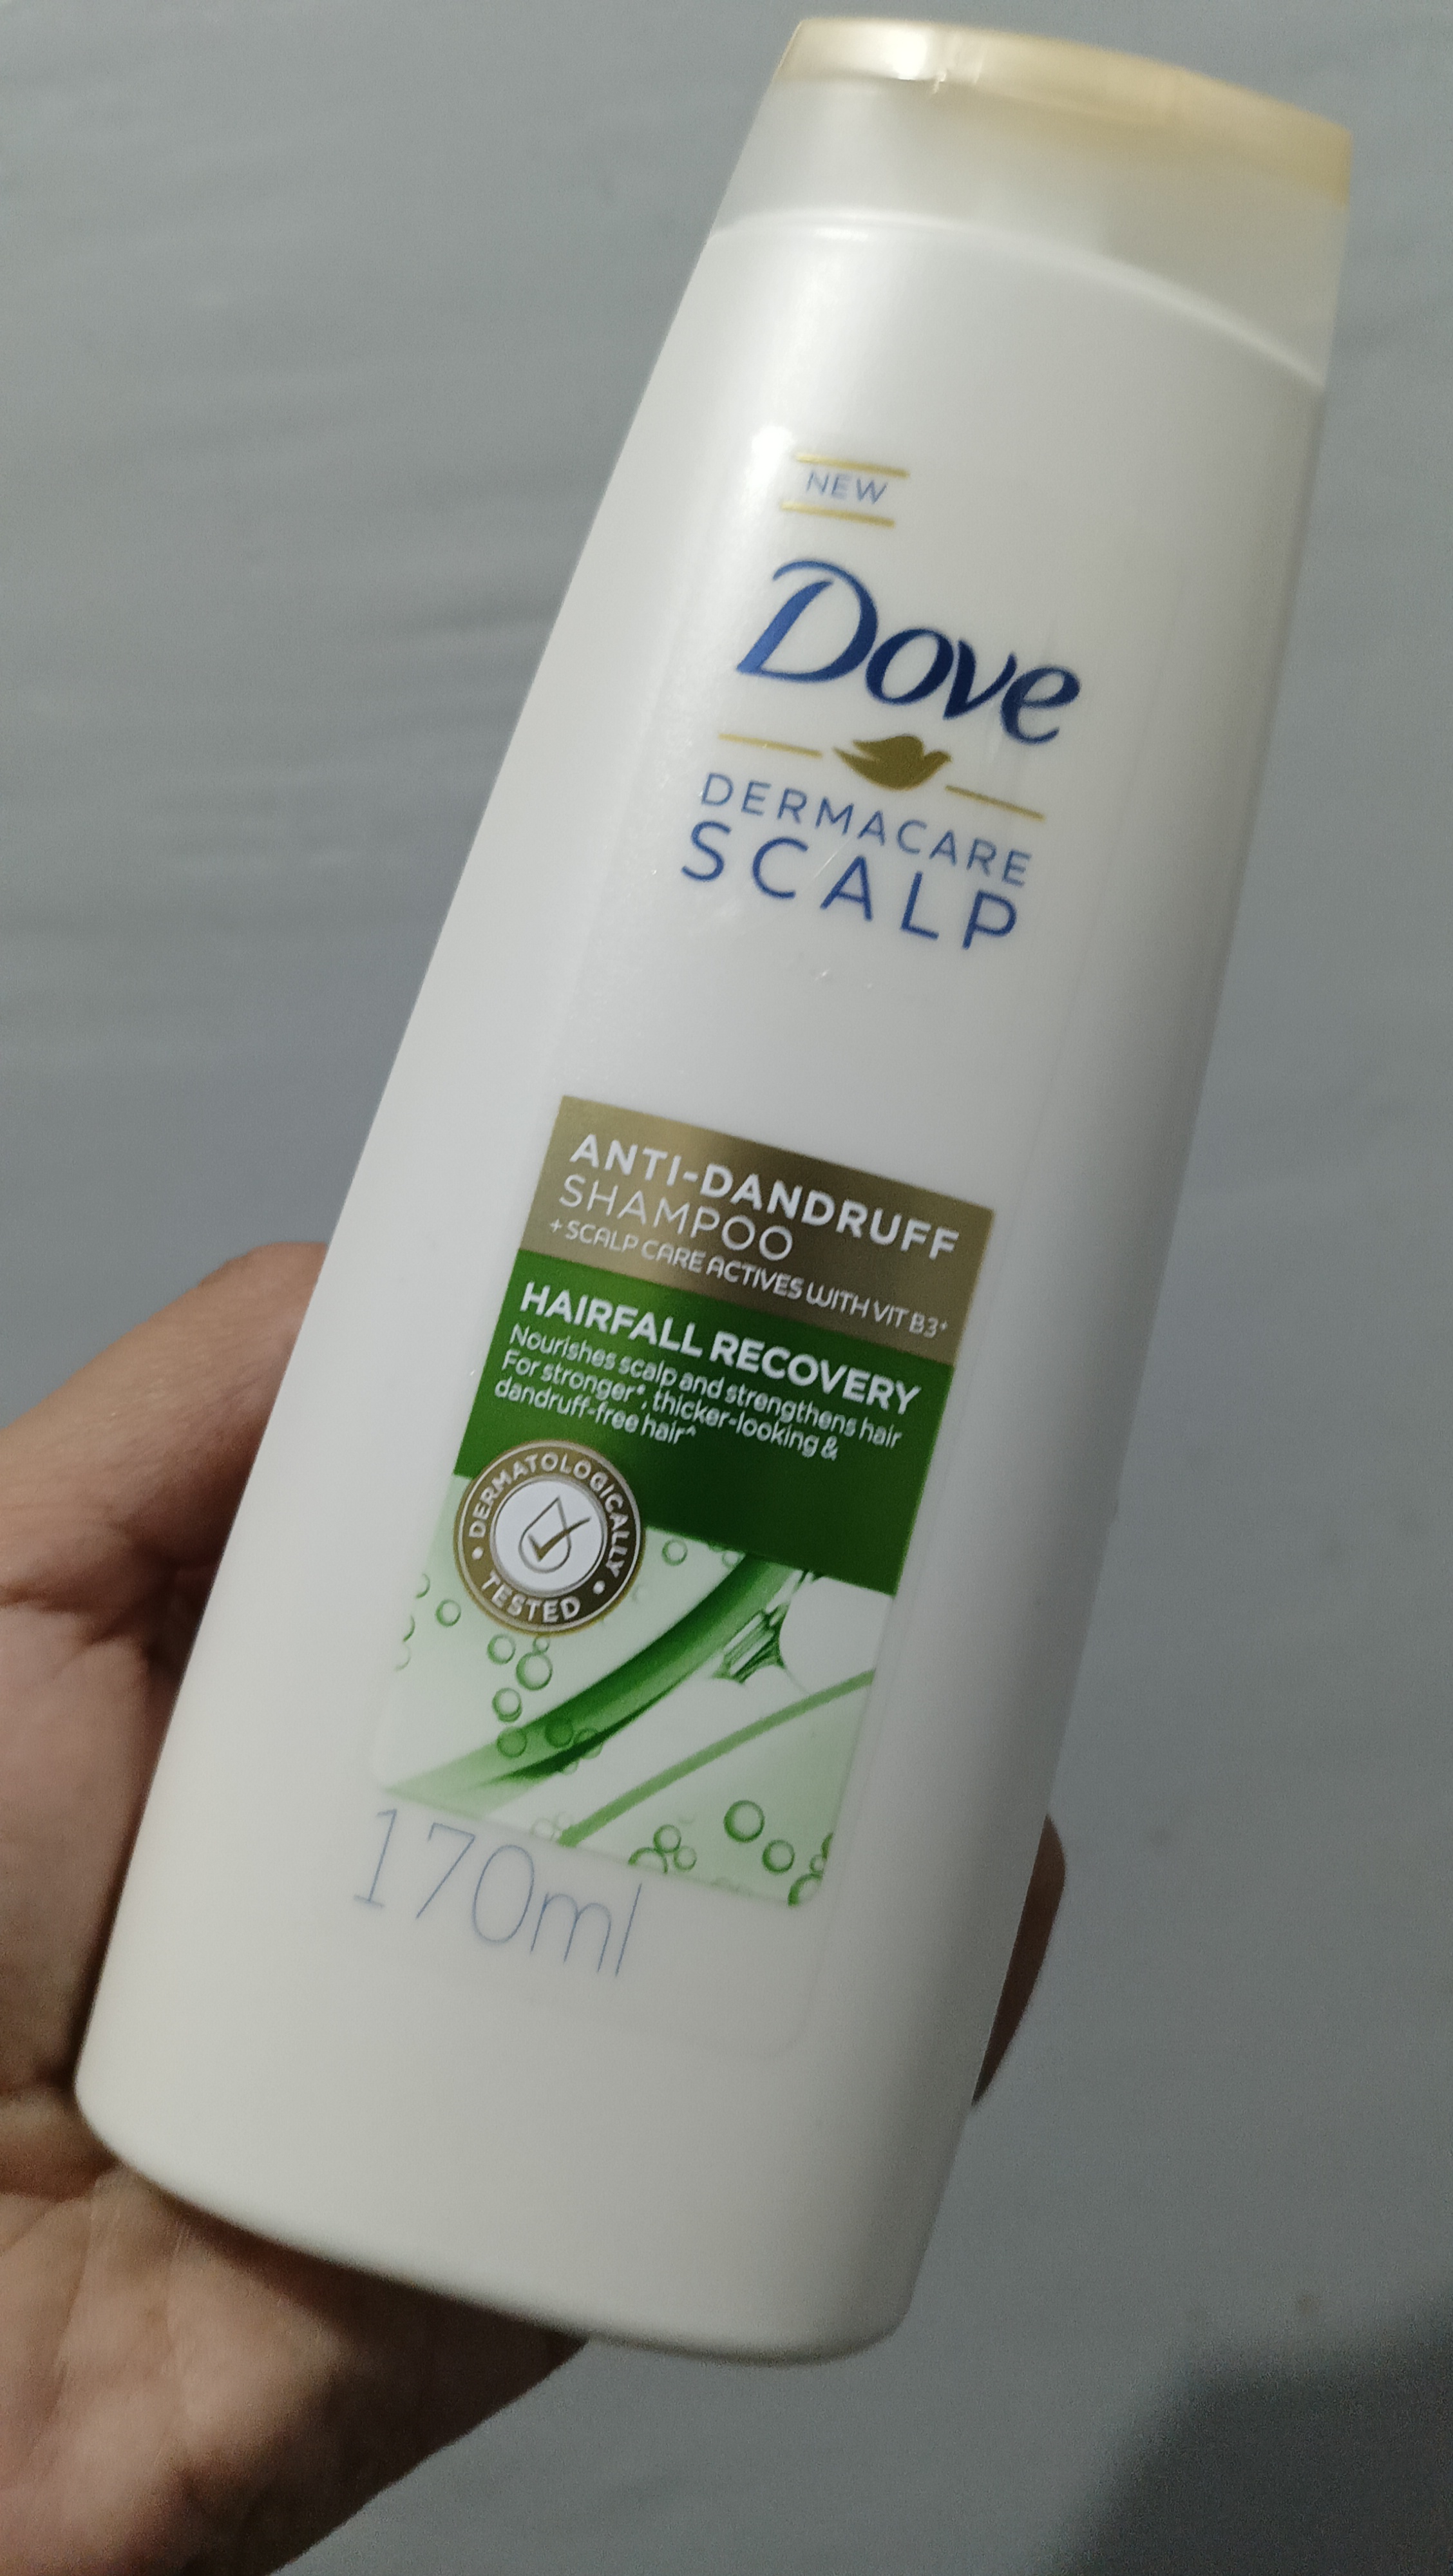 NEW
Dove
DERMACARE
SCALP
ANTI-DANDRUFF
SHAMPOO
+SCALP CARE ACTIVES WITH VIT B3⁺
HAIRFALL RECOVERY
Nourishes scalp and strengthens hair
For stronger*, thicker-looking &
dandruff-free hair^
DERMATOLOGICALLY
TESTED
170ml